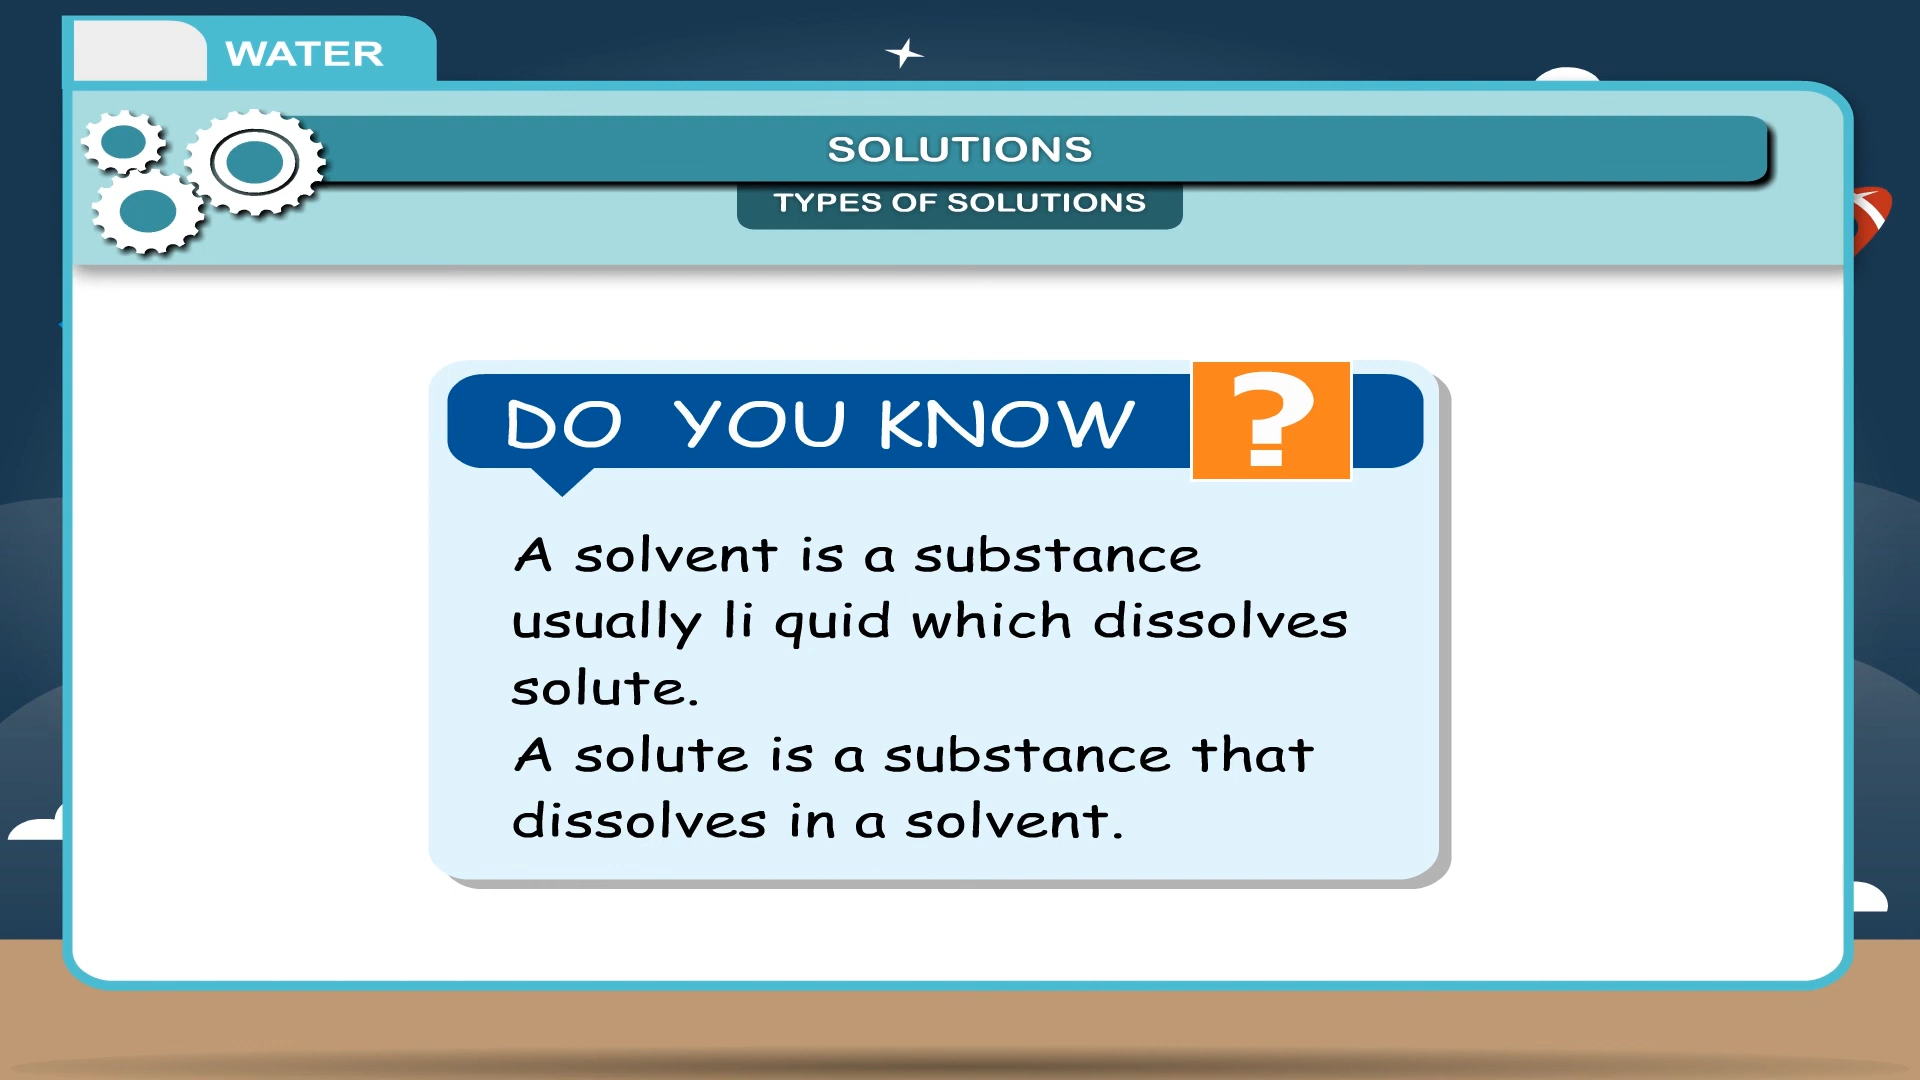 WATER
SOLUTIONS
TYPES OF SOLUTIONS
DO YOU KNOW ?
A solvent is a substance
usually li quid which dissolves
solute.
A solute is a substance that
dissolves in a solvent.